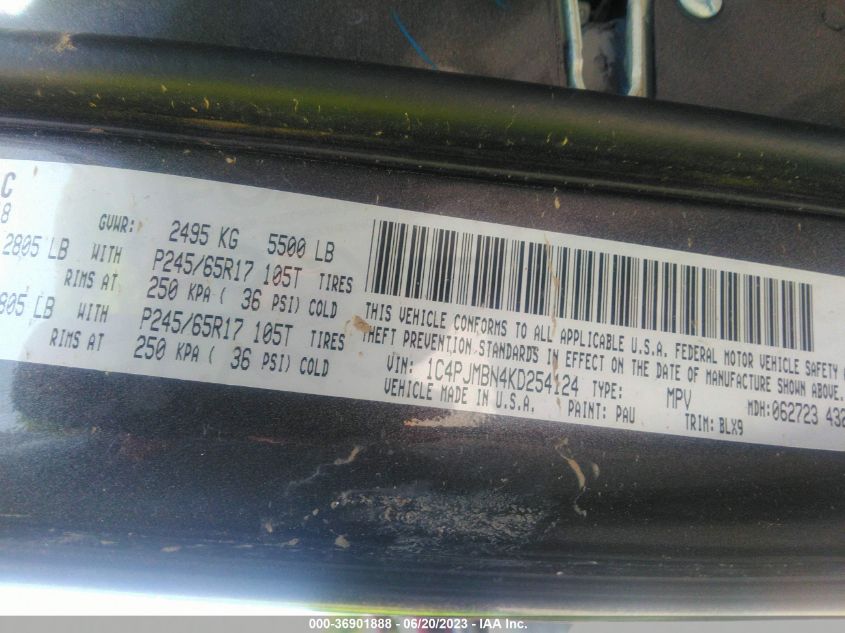 C
8
GVWR: 2495 KG 5500 LB
2805 LB WITH P245/65R17 105T TIRES
RIMS AT 250 KPA ( 36 PSI) COLD
805 LB WITH P245/65R17 105T TIRES
RIMS AT 250 KPA ( 36 PSI) COLD
THIS VEHICLE CONFORMS TO ALL APPLICABLE U.S.A. FEDERAL MOTOR VEHICLE SAFETY
THEFT PREVENTION STANDARDS IN EFFECT ON THE DATE OF MANUFACTURE SHOWN ABOVE.
VIN: 1C4PJMBN4KD254124 TYPE: MPV MDH:062723 432
VEHICLE MADE IN U.S.A. PAINT: PAU TRIM: BLX9
000-36901888 - 06/20/2023 - IAA Inc.